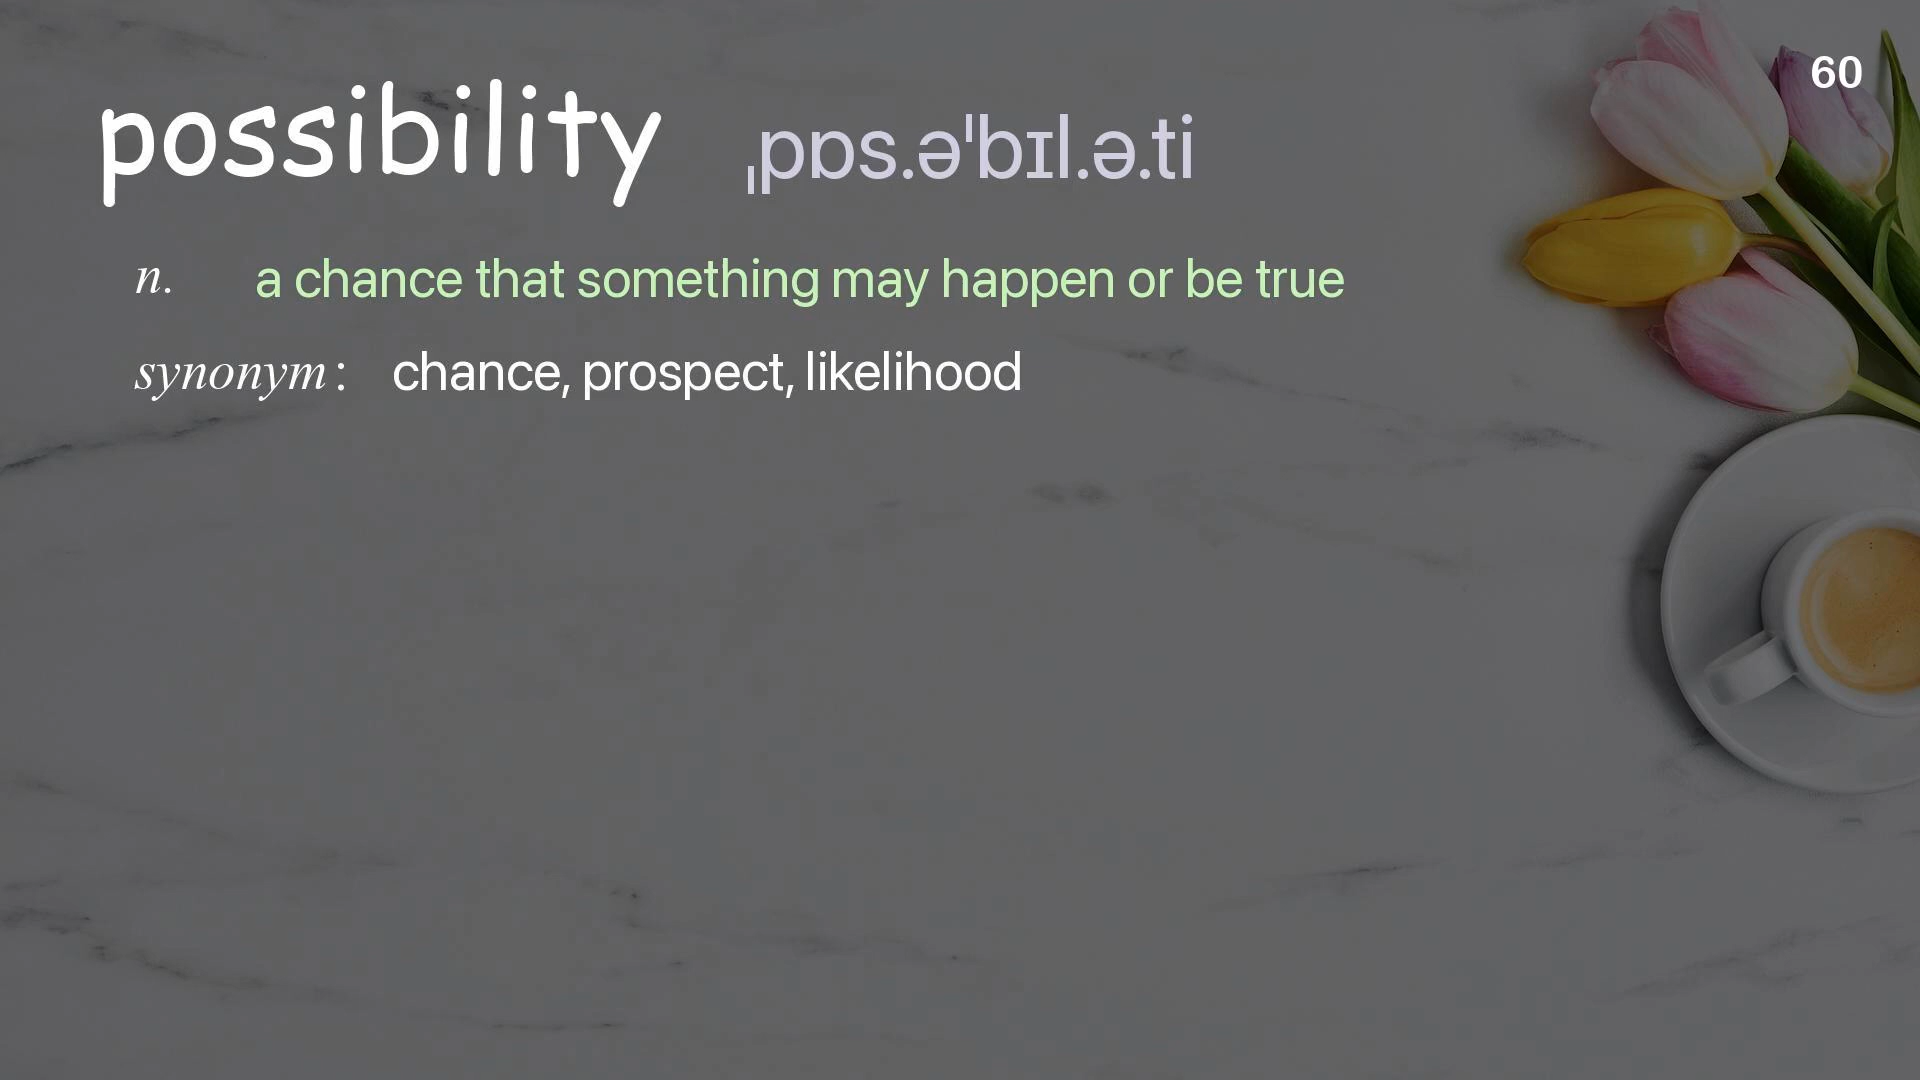 60
possibility ˌpɒs.əˈbɪl.ə.ti
n. a chance that something may happen or be true
synonym : chance, prospect, likelihood